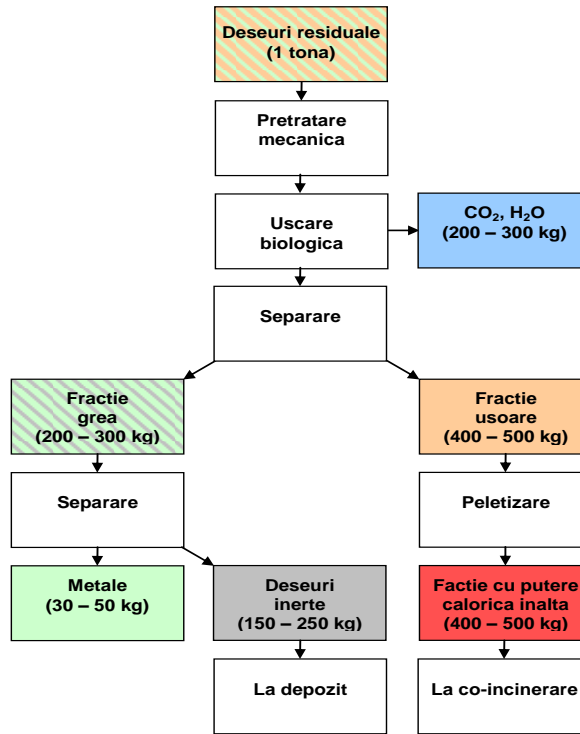 Deseuri residuale
(1 tona)
Pretratare
mecanica
Uscare
biologica
CO₂, H₂O
(200 – 300 kg)
Separare
Fractie
grea
(200 – 300 kg)
Fractie
usoare
(400 – 500 kg)
Separare
Peletizare
Metale
(30 – 50 kg)
Deseuri
inerte
(150 – 250 kg)
Factie cu putere
calorica inalta
(400 – 500 kg)
La depozit
La co-incinerare